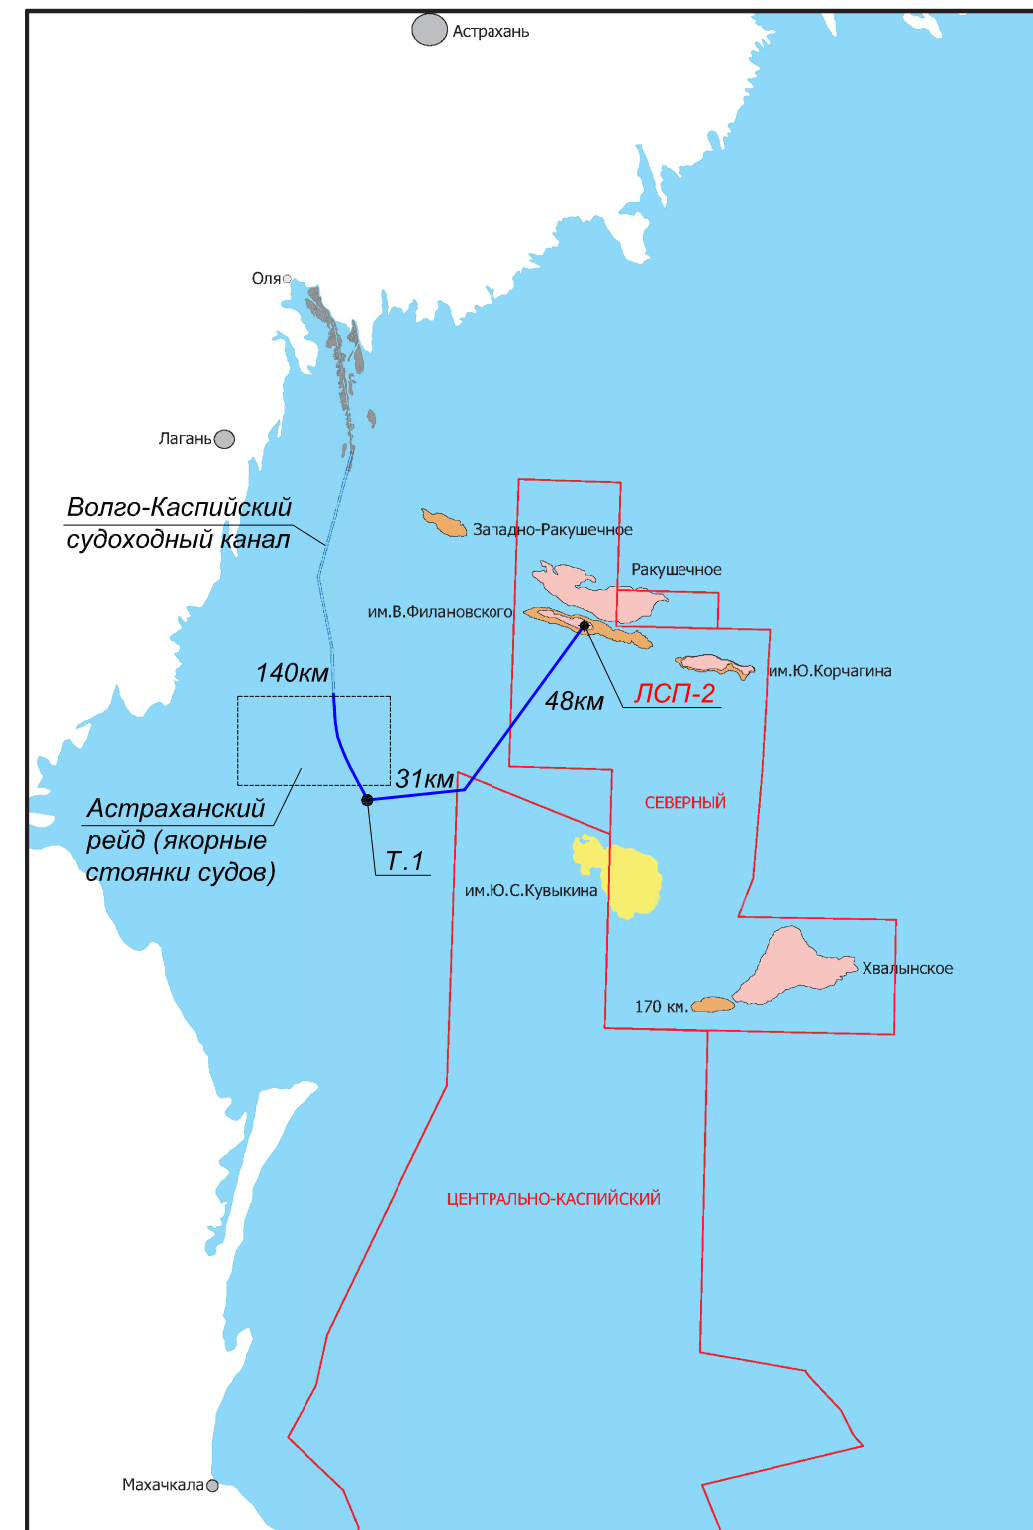 Астрахань
Оля
Лагань
Волго-Каспийский
судоходный канал
Западно-Ракушечное
Ракушечное
им.В.Филановского
140км
им.Ю.Корчагина
48км
ЛСП-2
31км
СЕВЕРНЫЙ
Астраханский
рейд (якорные
стоянки судов)
Т.1
им.Ю.С.Кувыкина
Хвалынское
170 км.
ЦЕНТРАЛЬНО-КАСПИЙСКИЙ
Махачкала